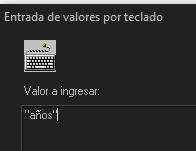 Entrada de valores por teclado
Valor a ingresar:
"años"